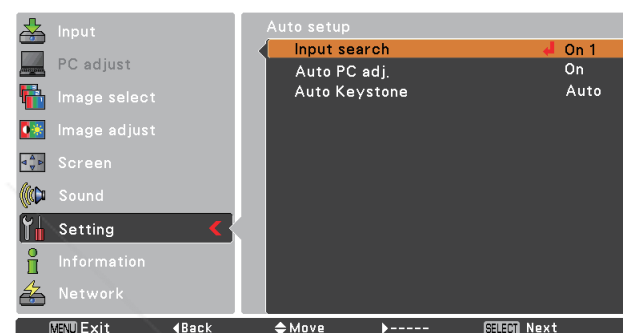 Input
PC adjust
Image select
Image adjust
Screen
Sound
Setting
Information
Network
Auto setup
Input search On 1
Auto PC adj. On
Auto Keystone Auto
MENU Exit ◀Back ◆Move ▶----- SELECT Next